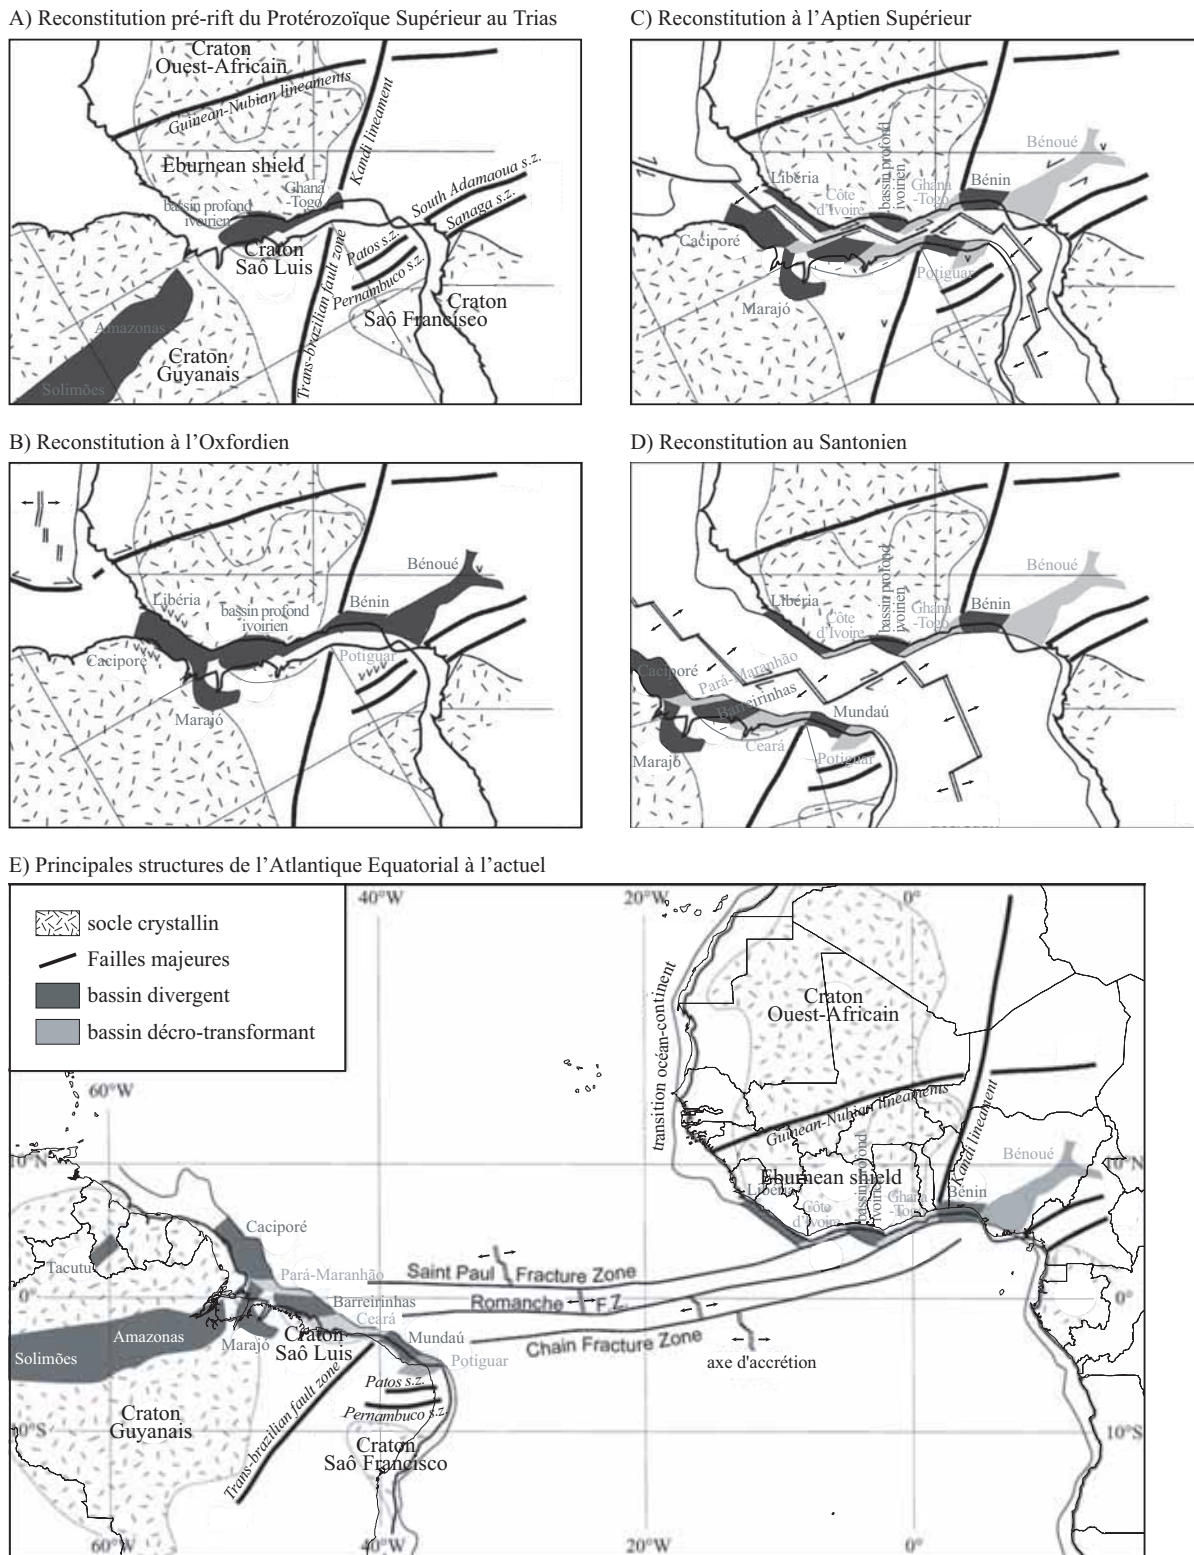 A) Reconstitution pré-rift du Protérozoïque Supérieur au Trias
Craton
Ouest-Africain
Guinean-Nubian lineaments
Kandi lineament
Eburnean shield
Ghana
-Togo
bassin profond
ivoirien
South Adamaoua s.z.
Sanaga s.z.
Craton
Saô Luis
Patos s.z.
Pernambuco s.z.
Trans-brazilian fault zone
Craton
Saô Francisco
Amazonas
Craton
Guyanais
Solimões
C) Reconstitution à l'Aptien Supérieur
Libéria
Côte
d'Ivoire
bassin profond
ivoirien
Ghana
-Togo
Bénin
Bénoué
Caciporé
Marajó
Potiguar
B) Reconstitution à l'Oxfordien
Bénoué
Libéria
bassin profond
ivoirien
Bénin
Caciporé
Potiguar
Marajó
D) Reconstitution au Santonien
Bénoué
Libéria
Côte
d'Ivoire
bassin profond
ivoirien
Ghana
-Togo
Bénin
Caciporé
Pará-Maranhão
Barreirinhas
Mundaú
Marajó
Ceará
Potiguar
E) Principales structures de l'Atlantique Equatorial à l'actuel
socle crystallin
Failles majeures
bassin divergent
bassin décro-transformant
40°W
20°W
0°
60°W
transition océan-continent
Craton
Ouest-Africain
Guinean-Nubian lineaments
Kandi lineament
Bénoué
10°N
10°N
Eburnean shield
Libéria
Côte
d'Ivoire
bassin profond
ivoirien
Ghana
-Togo
Bénin
Caciporé
Tacutu
Pará-Maranhão
Saint Paul Fracture Zone
0°
Barreirinhas
Romanche F.Z.
0°
Ceará
Amazonas
Marajó
Craton
Saô Luis
Mundaú
Chain Fracture Zone
Solimões
Potiguar
axe d'accrétion
Patos s.z.
Pernambuco s.z.
Trans-brazilian fault zone
Craton
Guyanais
10°S
10°S
Craton
Saô Francisco
60°W
40°W
20°W
0°